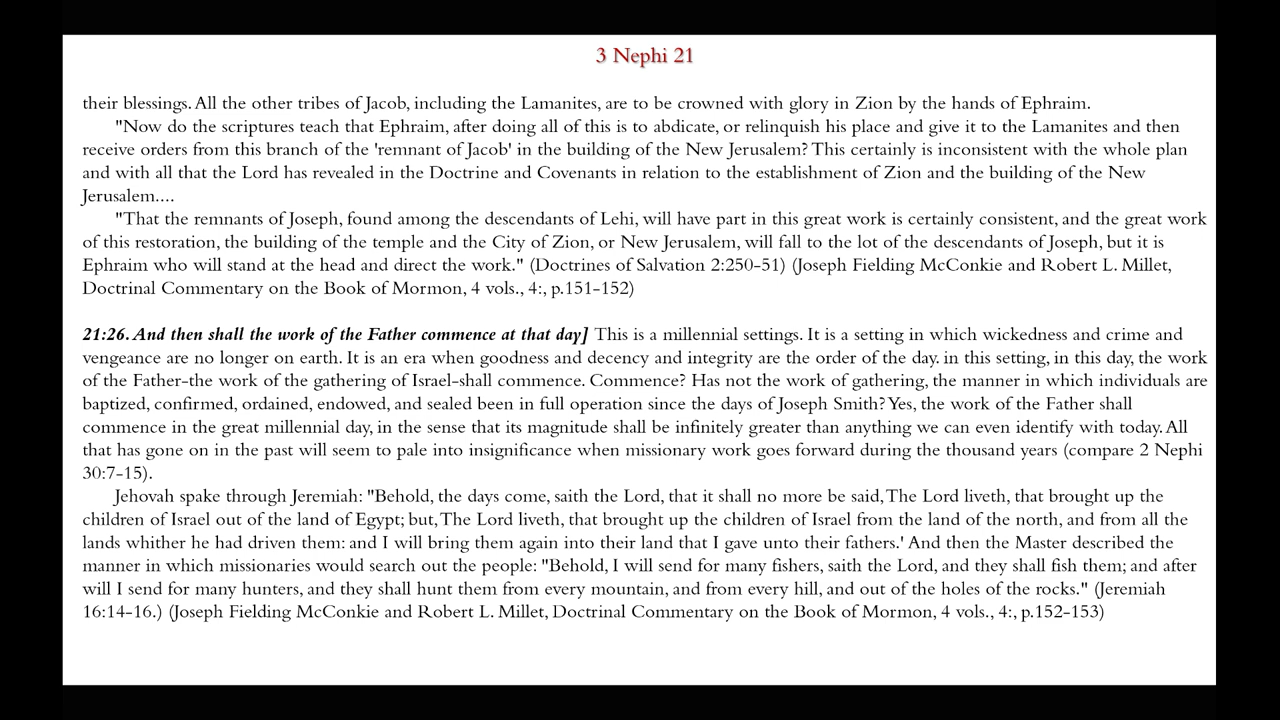 3 Nephi 21
their blessings. All the other tribes of Jacob, including the Lamanites, are to be crowned with glory in Zion by the hands of Ephraim.
"Now do the scriptures teach that Ephraim, after doing all of this is to abdicate, or relinquish his place and give it to the Lamanites and then
receive orders from this branch of the 'remnant of Jacob' in the building of the New Jerusalem? This certainly is inconsistent with the whole plan
and with all that the Lord has revealed in the Doctrine and Covenants in relation to the establishment of Zion and the building of the New
Jerusalem....
"That the remnants of Joseph, found among the descendants of Lehi, will have part in this great work is certainly consistent, and the great work
of this restoration, the building of the temple and the City of Zion, or New Jerusalem, will fall to the lot of the descendants of Joseph, but it is
Ephraim who will stand at the head and direct the work." (Doctrines of Salvation 2:250-51) (Joseph Fielding McConkie and Robert L. Millet,
Doctrinal Commentary on the Book of Mormon, 4 vols., 4:, p.151-152)
21:26. And then shall the work of the Father commence at that day] This is a millennial settings. It is a setting in which wickedness and crime and
vengeance are no longer on earth. It is an era when goodness and decency and integrity are the order of the day. in this setting, in this day, the work
of the Father-the work of the gathering of Israel-shall commence. Commence? Has not the work of gathering, the manner in which individuals are
baptized, confirmed, ordained, endowed, and sealed been in full operation since the days of Joseph Smith? Yes, the work of the Father shall
commence in the great millennial day, in the sense that its magnitude shall be infinitely greater than anything we can even identify with today. All
that has gone on in the past will seem to pale into insignificance when missionary work goes forward during the thousand years (compare 2 Nephi
30:7-15).
Jehovah spake through Jeremiah: "Behold, the days come, saith the Lord, that it shall no more be said, The Lord liveth, that brought up the
children of Israel out of the land of Egypt; but, The Lord liveth, that brought up the children of Israel from the land of the north, and from all the
lands whither he had driven them: and I will bring them again into their land that I gave unto their fathers.' And then the Master described the
manner in which missionaries would search out the people: "Behold, I will send for many fishers, saith the Lord, and they shall fish them; and after
will I send for many hunters, and they shall hunt them from every mountain, and from every hill, and out of the holes of the rocks." (Jeremiah
16:14-16.) (Joseph Fielding McConkie and Robert L. Millet, Doctrinal Commentary on the Book of Mormon, 4 vols., 4:, p.152-153)